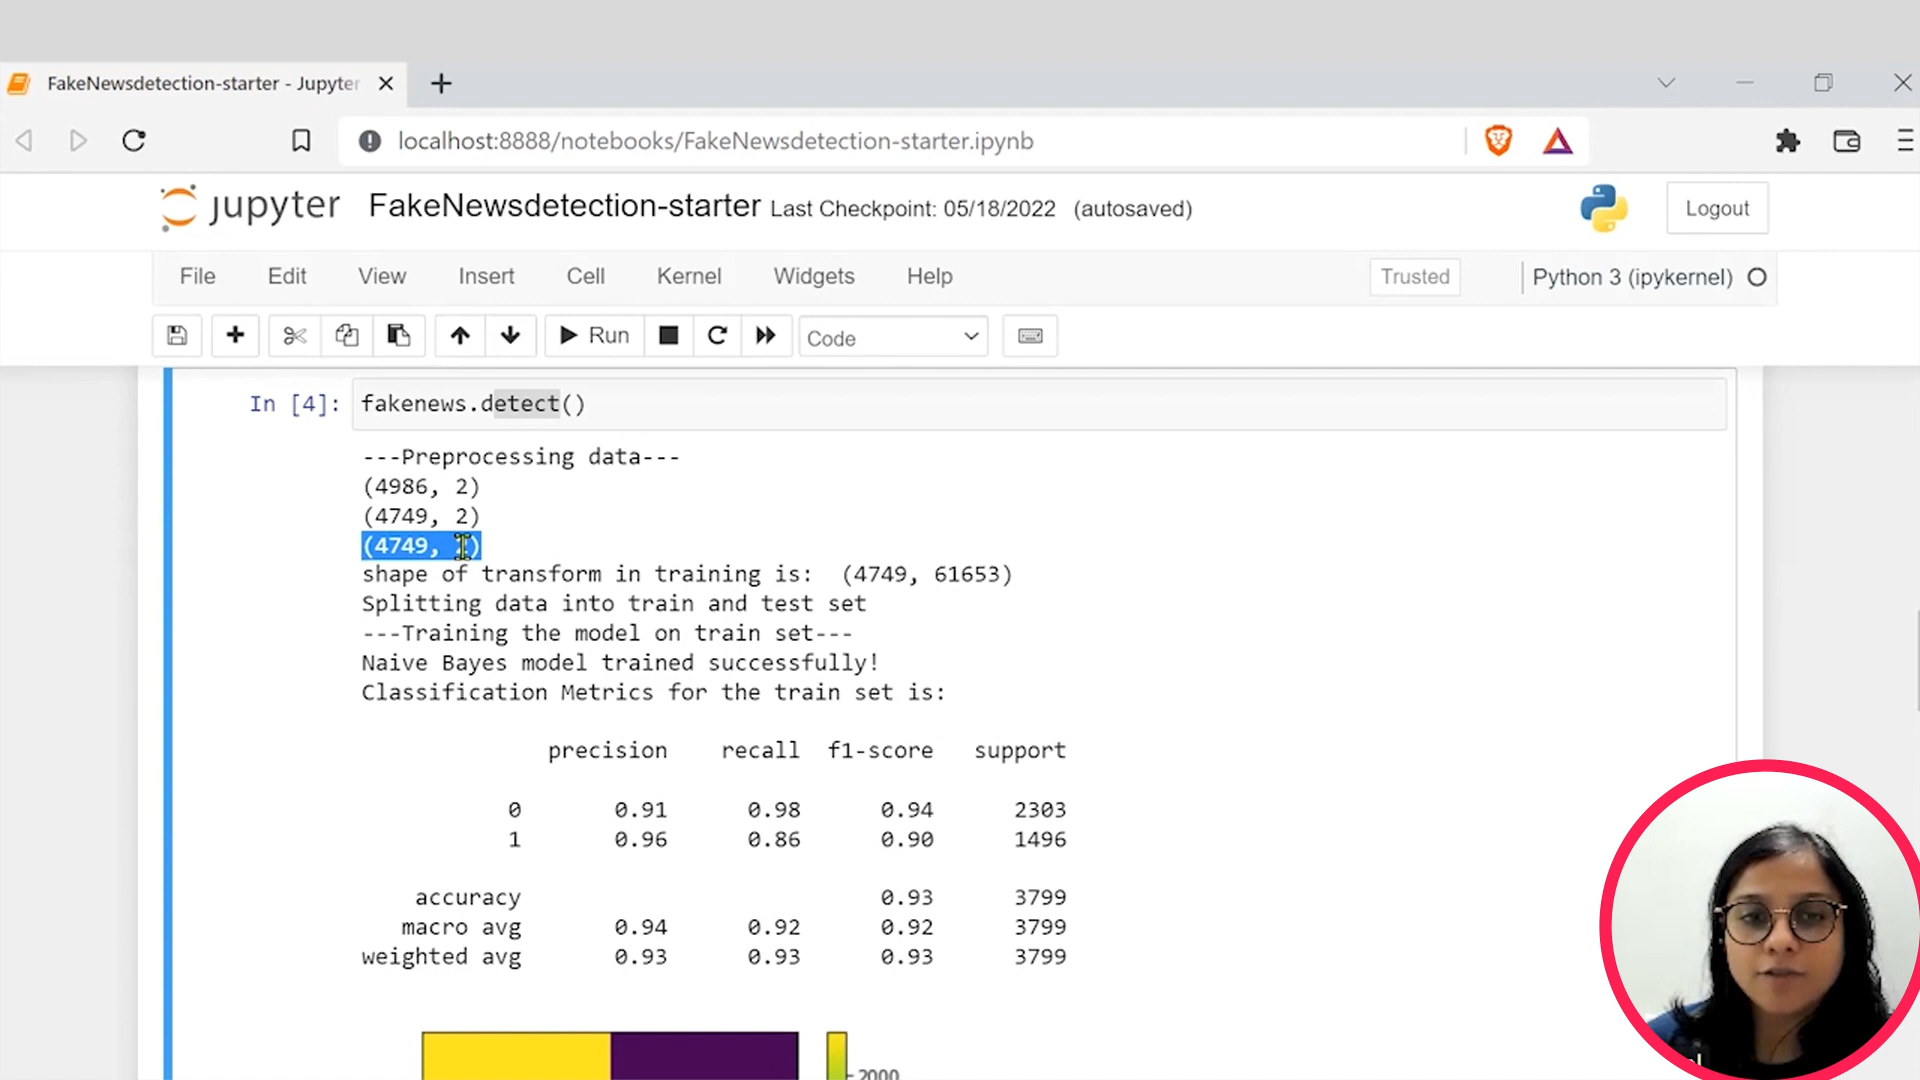 FakeNewsdetection-starter - Jupyter
localhost:8888/notebooks/FakeNewsdetection-starter.ipynb
jupyter FakeNewsdetection-starter Last Checkpoint: 05/18/2022 (autosaved)
Logout
File Edit View Insert Cell Kernel Widgets Help Trusted Python 3 (ipykernel)
Run Code
In [4]: fakenews.detect()
---Preprocessing data---
(4986, 2)
(4749, 2)
(4749, 2)
shape of transform in training is: (4749, 61653)
Splitting data into train and test set
---Training the model on train set---
Naive Bayes model trained successfully!
Classification Metrics for the train set is:
precision recall f1-score support
0 0.91 0.98 0.94 2303
1 0.96 0.86 0.90 1496
accuracy 0.93 3799
macro avg 0.94 0.92 0.92 3799
weighted avg 0.93 0.93 0.93 3799
2000